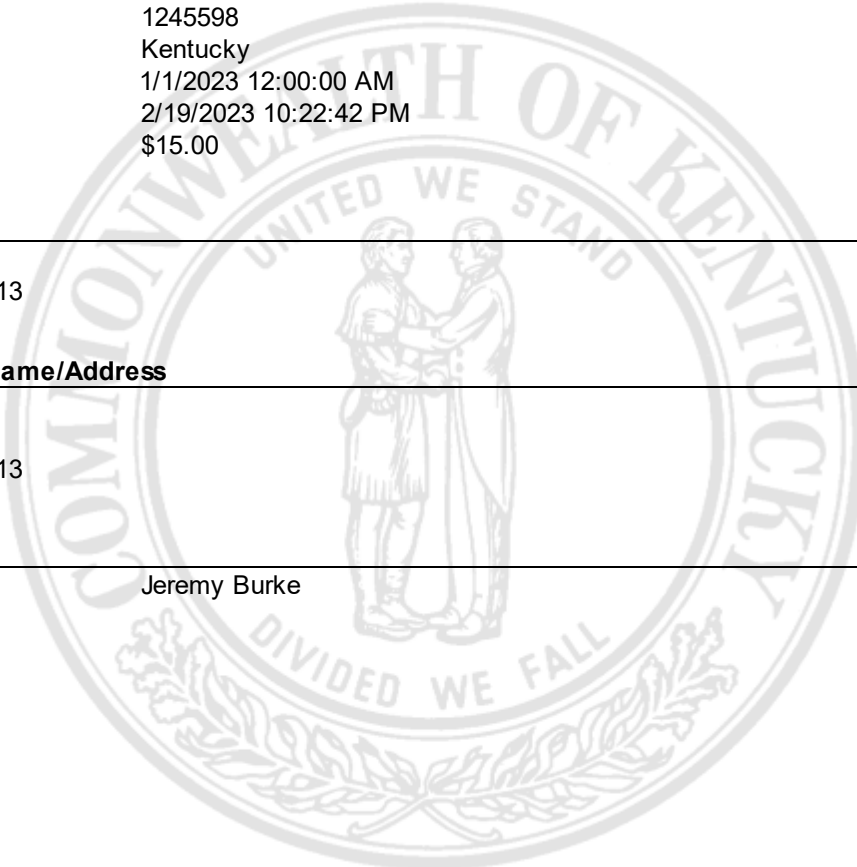 1245598
Kentucky
1/1/2023 12:00:00 AM
2/19/2023 10:22:42 PM
$15.00
COMMONWEALTH OF KENTUCKY
UNITED WE STAND
13
ame/Address
13
Jeremy Burke
DIVIDED WE FALL